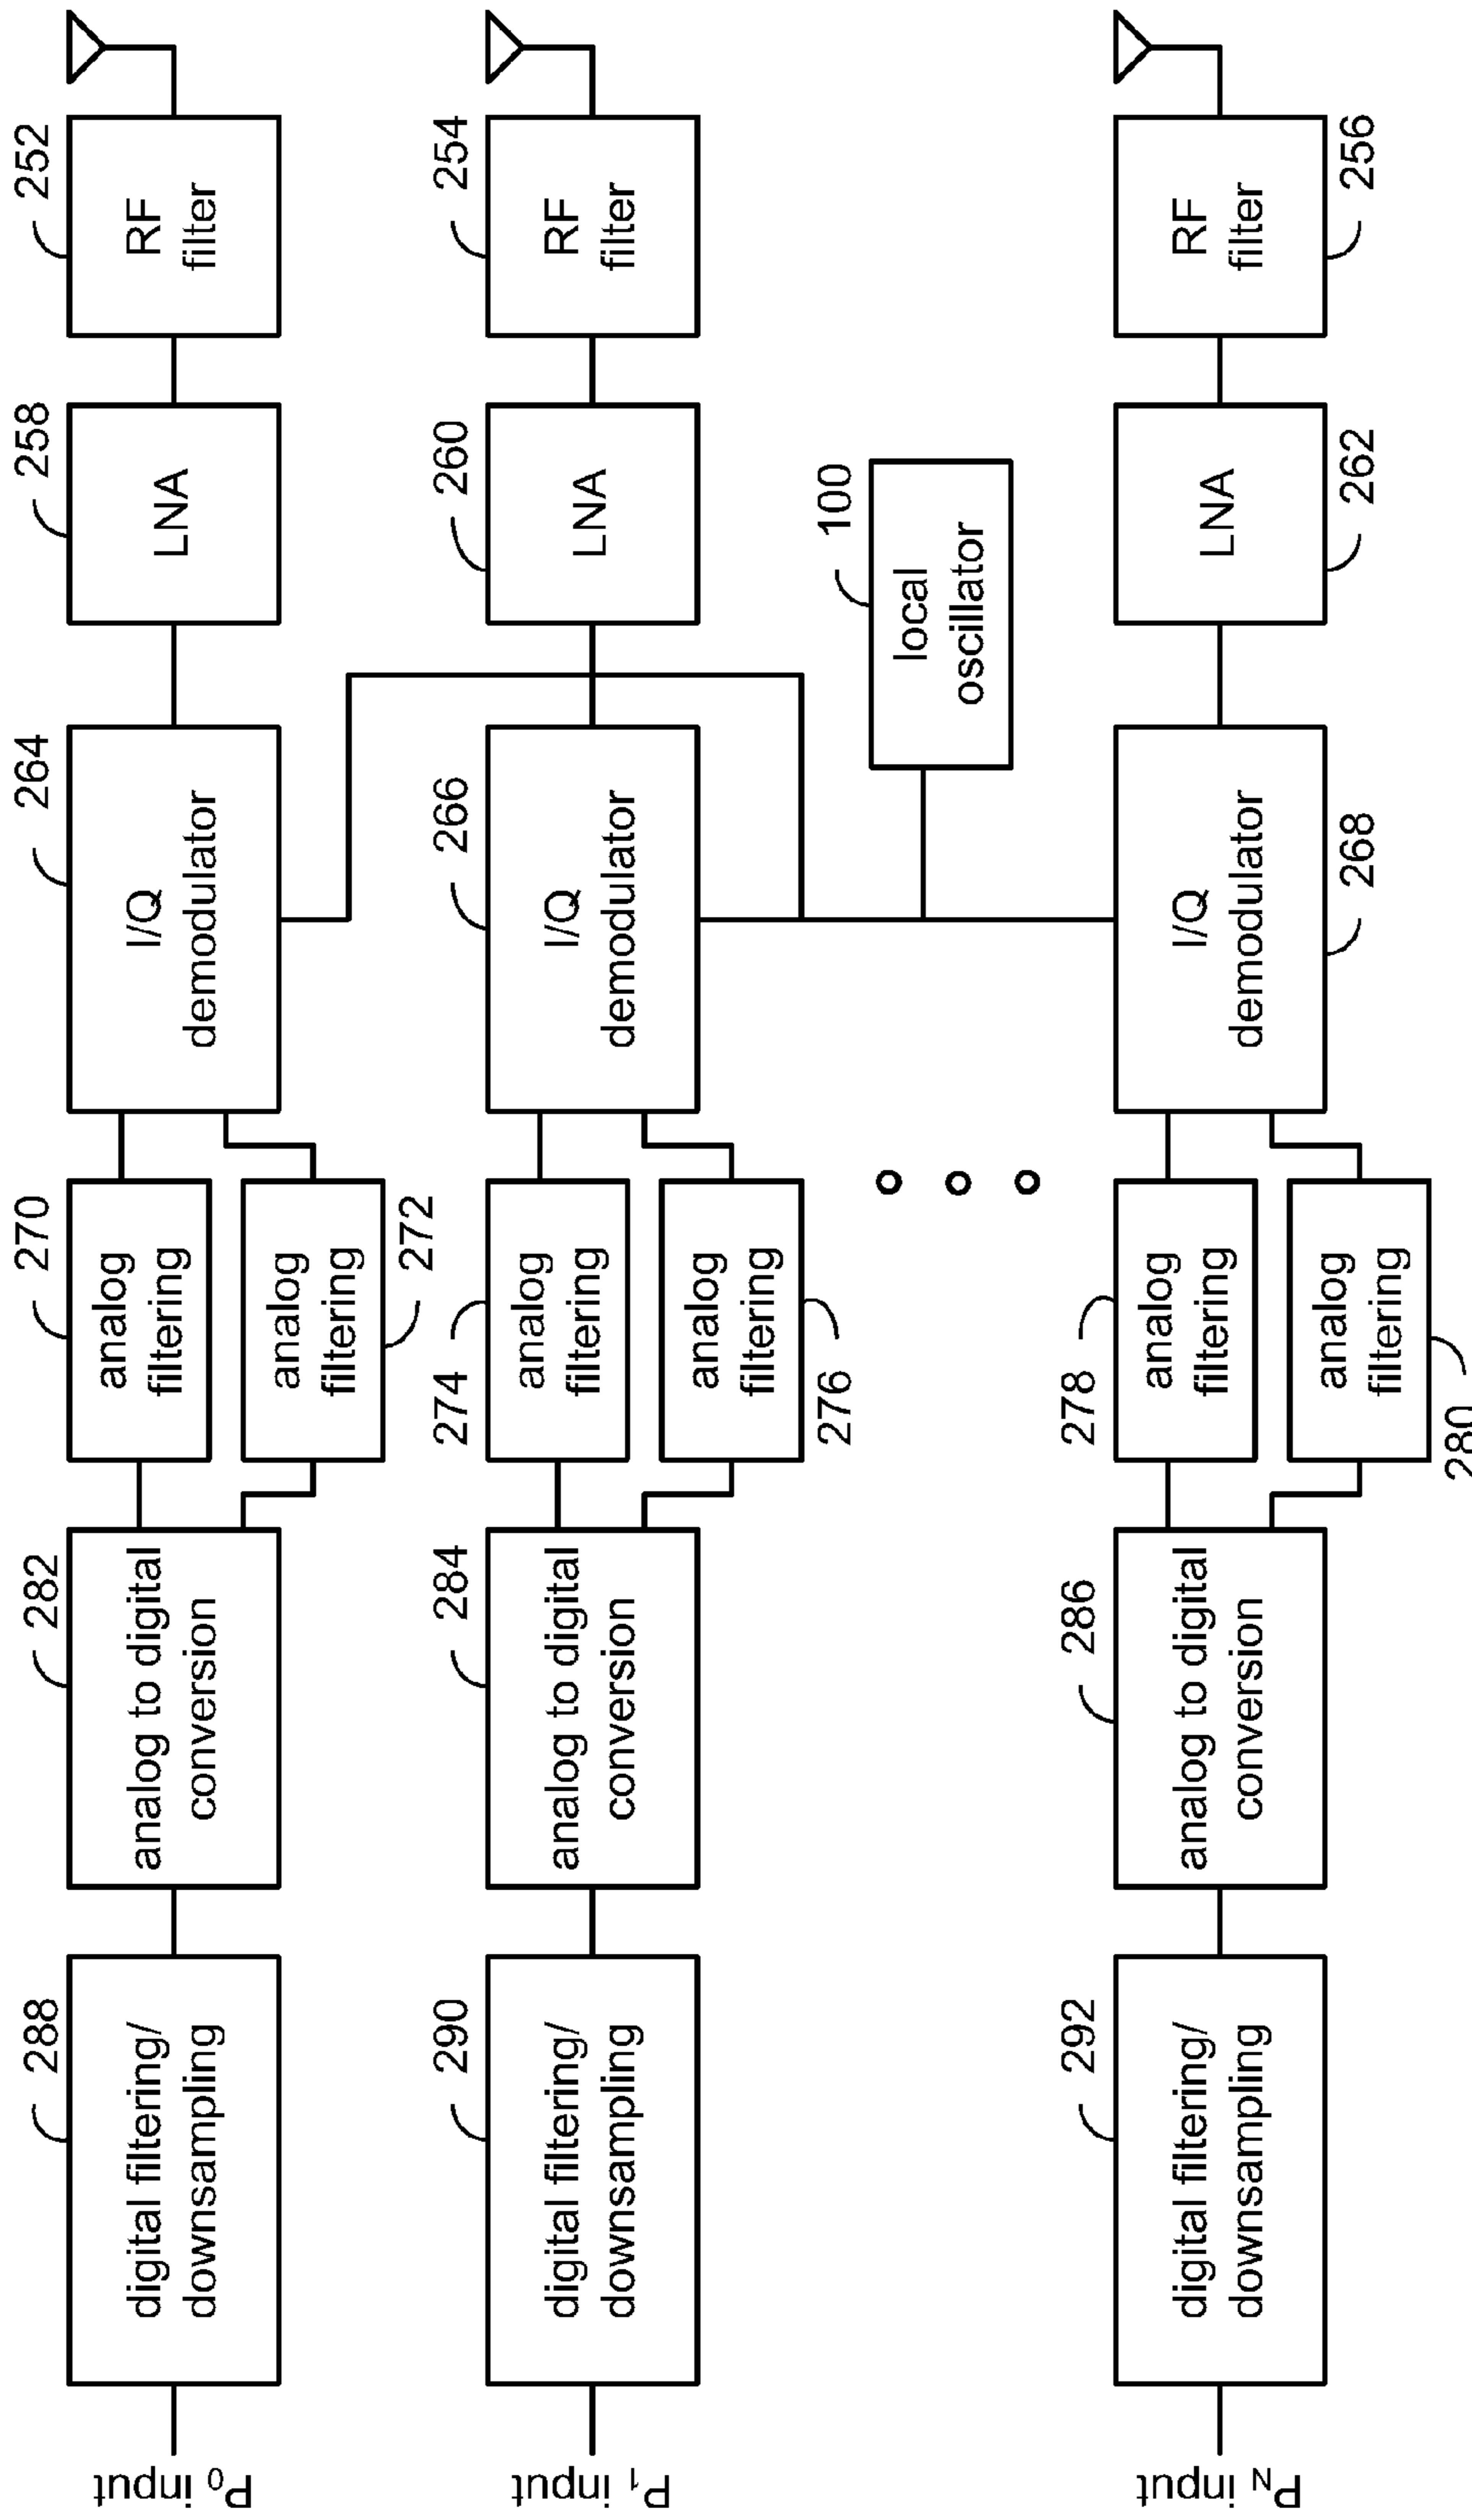 252
RF
filter
258
LNA
264
I/Q
demodulator
270
analog
filtering
analog
filtering
272
282
analog to digital
conversion
288
digital filtering/
downsampling
P0 input
254
RF
filter
260
LNA
266
I/Q
demodulator
274
analog
filtering
analog
filtering
276
284
analog to digital
conversion
290
digital filtering/
downsampling
P1 input
100
local
oscillator
RF
filter
256
LNA
262
I/Q
demodulator
268
278
analog
filtering
analog
filtering
280
286
analog to digital
conversion
292
digital filtering/
downsampling
PN input